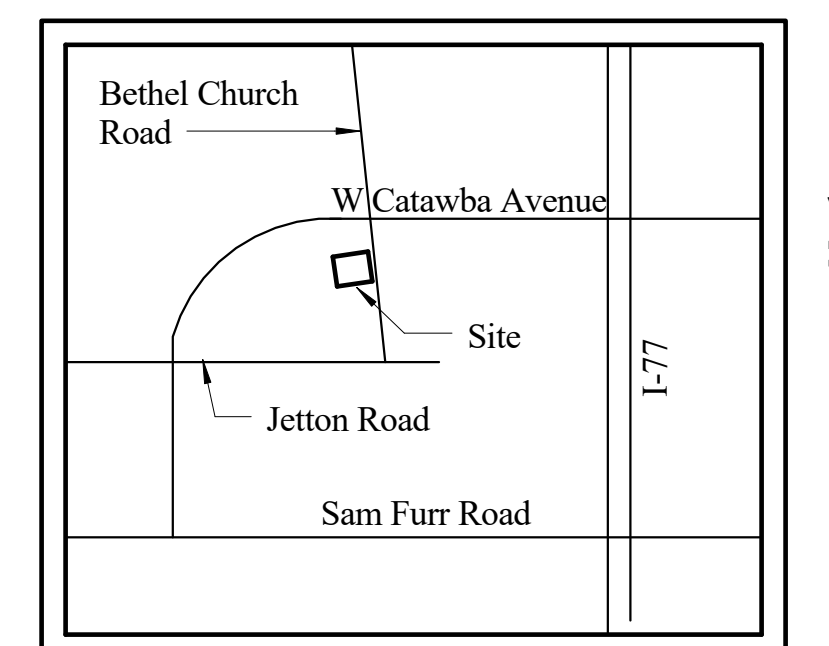 Bethel Church
Road
W Catawba Avenue
Site
I-77
Jetton Road
Sam Furr Road